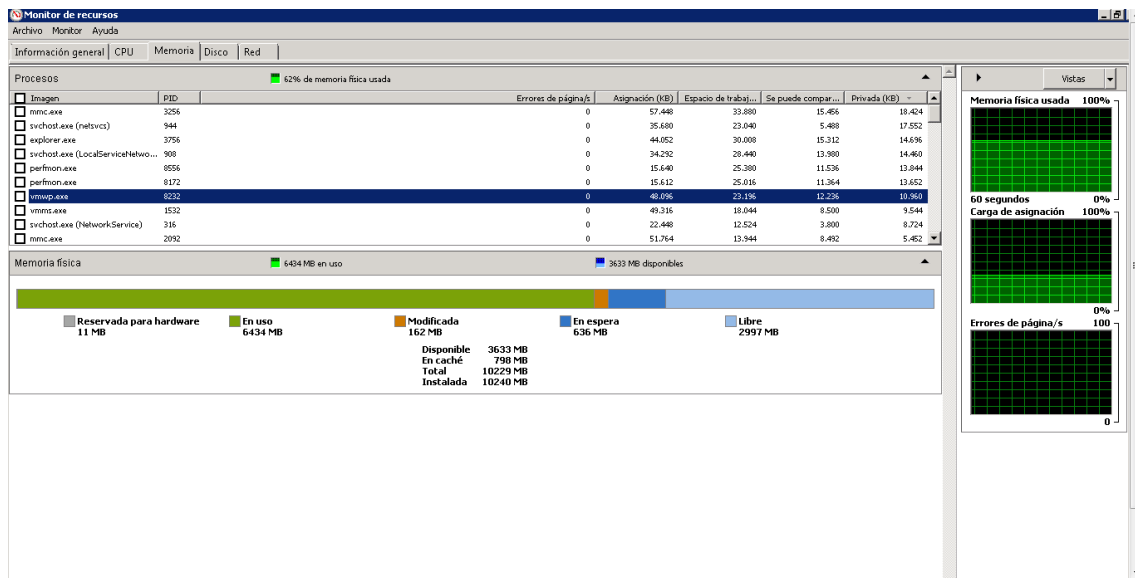 Monitor de recursos
Archivo Monitor Ayuda
Información general CPU Memoria Disco Red
Procesos 62% de memoria física usada
Imagen PID Errores de página/s Asignación (KB) Espacio de trabaj... Se puede compar... Privada (KB)
mmc.exe 3256 0 57.448 33.880 15.456 18.424
svchost.exe (netsvcs) 944 0 35.680 23.040 5.488 17.552
explorer.exe 3756 0 44.052 30.008 15.312 14.696
svchost.exe (LocalServiceNetwo... 908 0 34.292 28.440 13.980 14.460
perfmon.exe 8556 0 15.640 25.380 11.536 13.844
perfmon.exe 8172 0 15.612 25.016 11.364 13.652
vmwp.exe 8232 0 48.096 23.196 12.236 10.960
vmms.exe 1532 0 49.316 18.044 8.500 9.544
svchost.exe (NetworkService) 316 0 22.448 12.524 3.800 8.724
mmc.exe 2092 0 51.764 13.944 8.492 5.452
Memoria física 6434 MB en uso 3633 MB disponibles
Reservada para hardware En uso Modificada En espera Libre
11 MB 6434 MB 162 MB 636 MB 2997 MB
Disponible 3633 MB
En caché 798 MB
Total 10229 MB
Instalada 10240 MB
Vistas
Memoria física usada 100%
60 segundos 0%
Carga de asignación 100%
0%
Errores de página/s 100
0